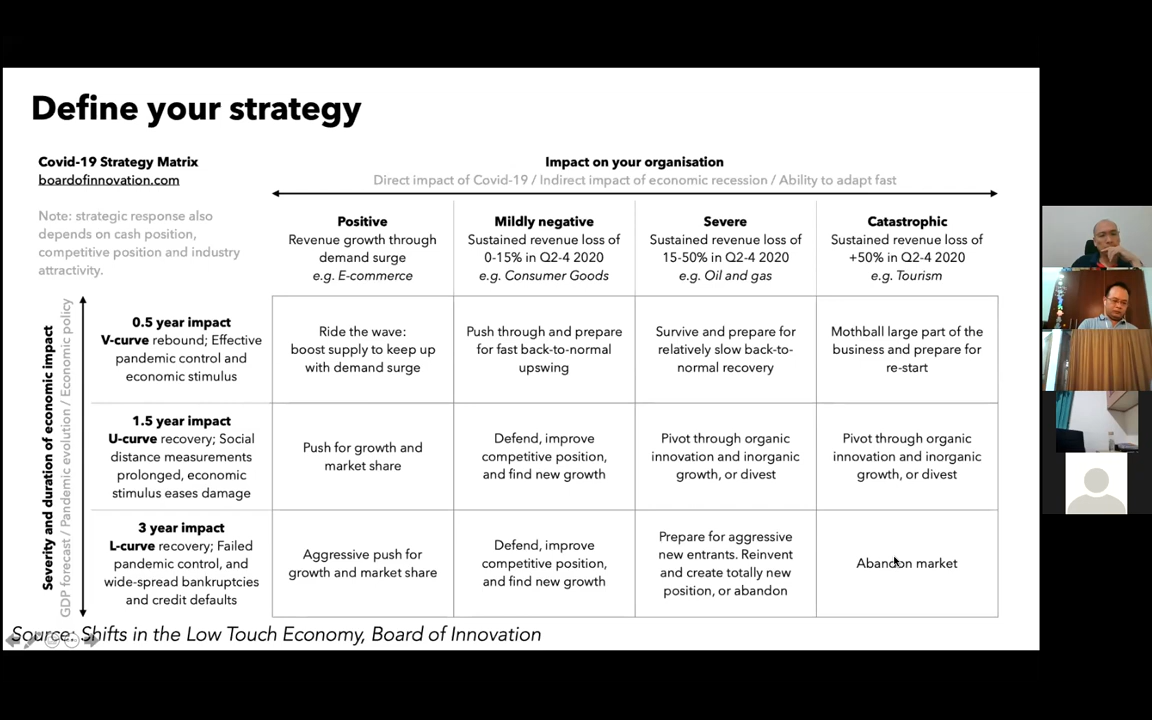 Define your strategy
Covid-19 Strategy Matrix
boardofinnovation.com
Note: strategic response also
depends on cash position,
competitive position and industry
attractivity.
Impact on your organisation
Direct impact of Covid-19 / Indirect impact of economic recession / Ability to adapt fast
Positive
Revenue growth through
demand surge
e.g. E-commerce
Mildly negative
Sustained revenue loss of
0-15% in Q2-4 2020
e.g. Consumer Goods
Severe
Sustained revenue loss of
15-50% in Q2-4 2020
e.g. Oil and gas
Catastrophic
Sustained revenue loss of
+50% in Q2-4 2020
e.g. Tourism
Severity and duration of economic impact
GDP forecast / Pandemic evolution / Economic policy
0.5 year impact
V-curve rebound; Effective
pandemic control and
economic stimulus
Ride the wave:
boost supply to keep up
with demand surge
Push through and prepare
for fast back-to-normal
upswing
Survive and prepare for
relatively slow back-to-
normal recovery
Mothball large part of the
business and prepare for
re-start
1.5 year impact
U-curve recovery; Social
distance measurements
prolonged, economic
stimulus eases damage
Push for growth and
market share
Defend, improve
competitive position,
and find new growth
Pivot through organic
innovation and inorganic
growth, or divest
Pivot through organic
innovation and inorganic
growth, or divest
3 year impact
L-curve recovery; Failed
pandemic control, and
wide-spread bankruptcies
and credit defaults
Aggressive push for
growth and market share
Defend, improve
competitive position,
and find new growth
Prepare for aggressive
new entrants. Reinvent
and create totally new
position, or abandon
Abandon market
Source: Shifts in the Low Touch Economy, Board of Innovation